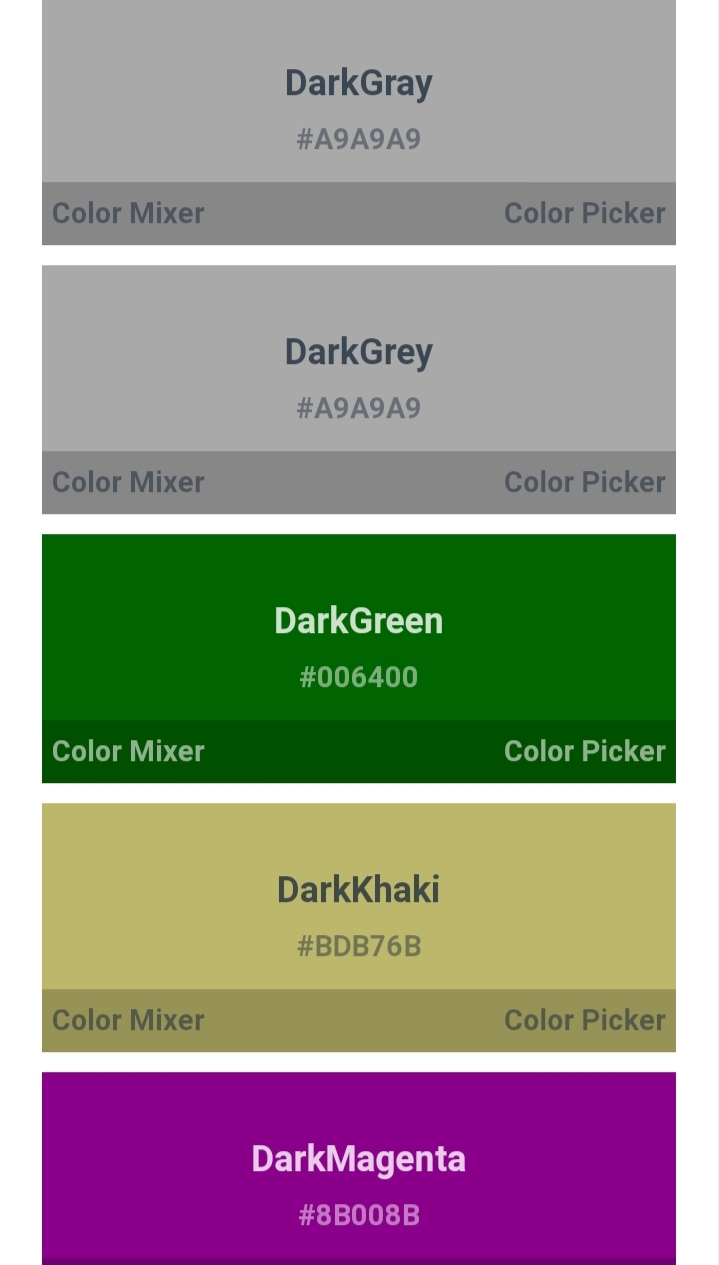 DarkGray
#A9A9A9
Color Mixer Color Picker
DarkGrey
#A9A9A9
Color Mixer Color Picker
DarkGreen
#006400
Color Mixer Color Picker
DarkKhaki
#BDB76B
Color Mixer Color Picker
DarkMagenta
#8B008B